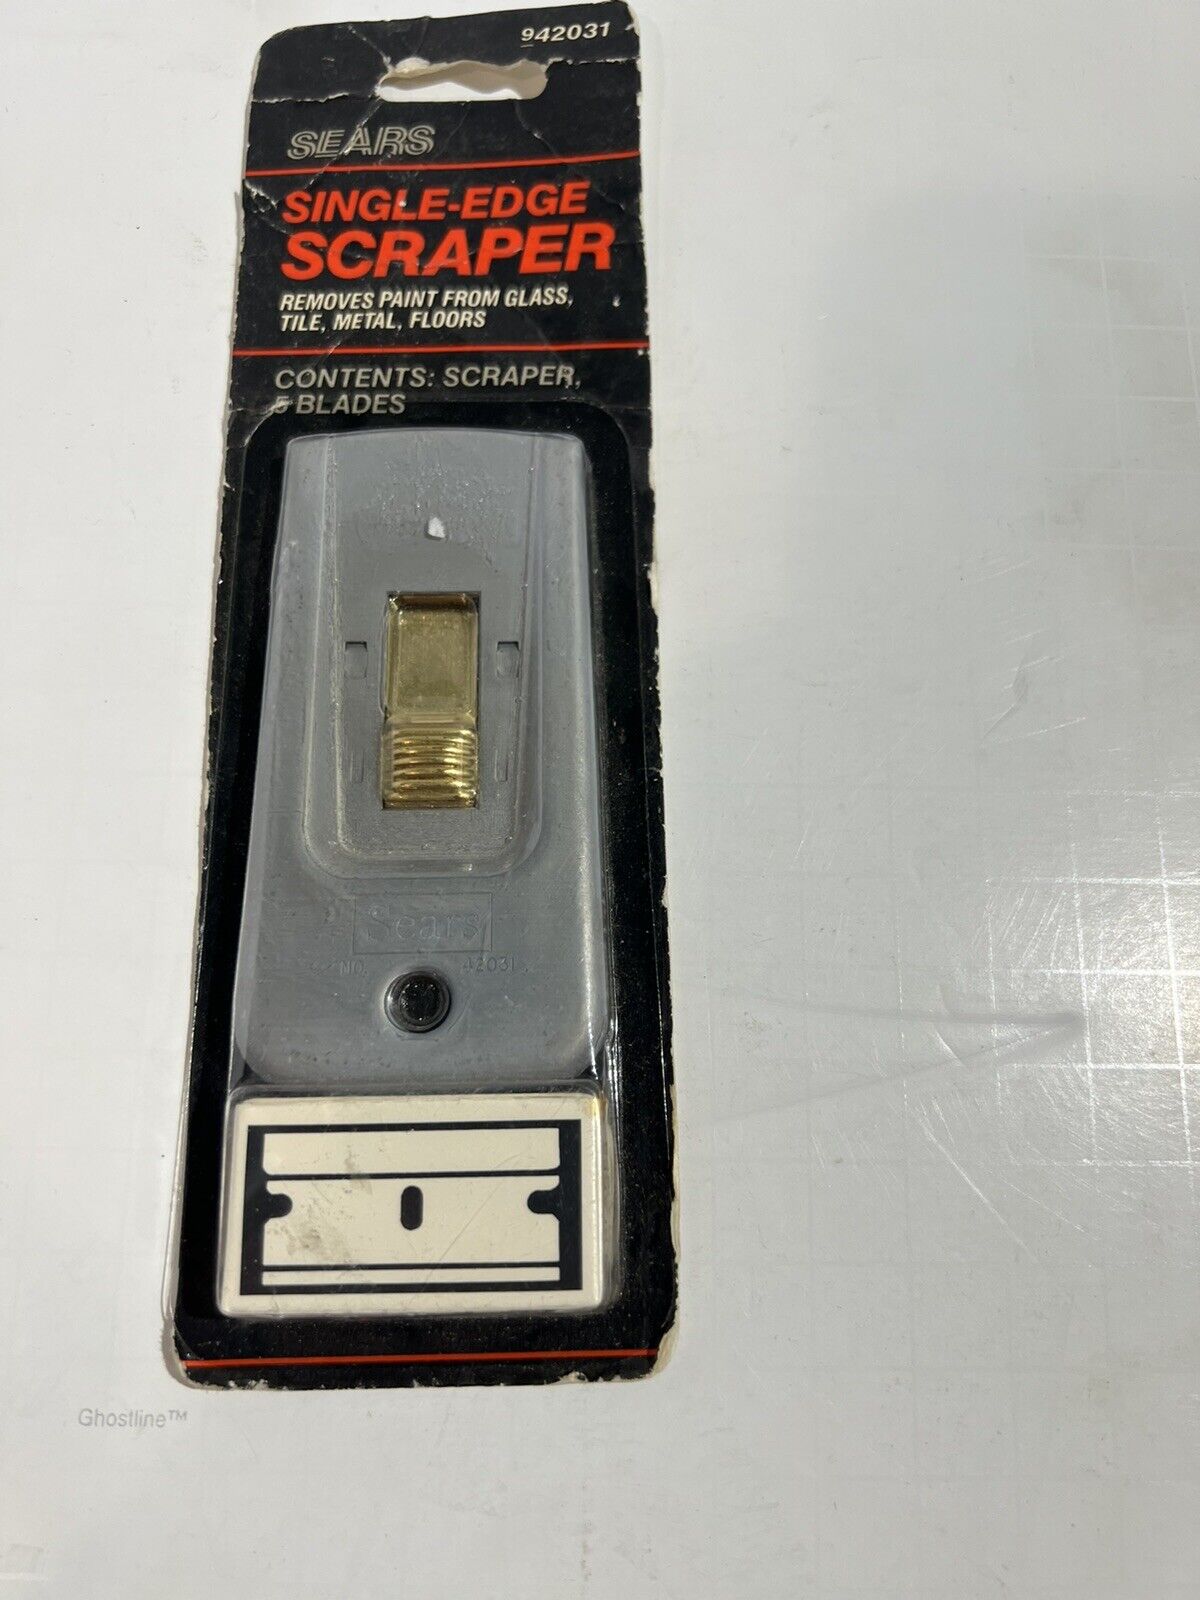 942031
SEARS
SINGLE-EDGE
SCRAPER
REMOVES PAINT FROM GLASS,
TILE, METAL, FLOORS
CONTENTS: SCRAPER,
5 BLADES
Sears
NO. 42031
Ghostline™